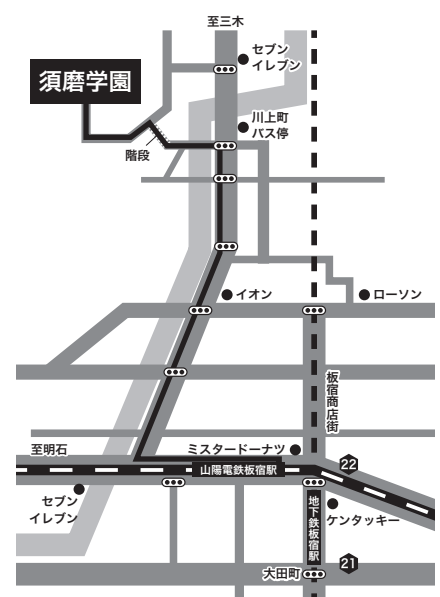 至三木
セブン
イレブン
須磨学園
川上町
バス停
階段
イオン
ローソン
板宿商店街
至明石
ミスタードーナツ
山陽電鉄板宿駅
22
セブン
イレブン
地下鉄板宿駅
ケンタッキー
大田町
21